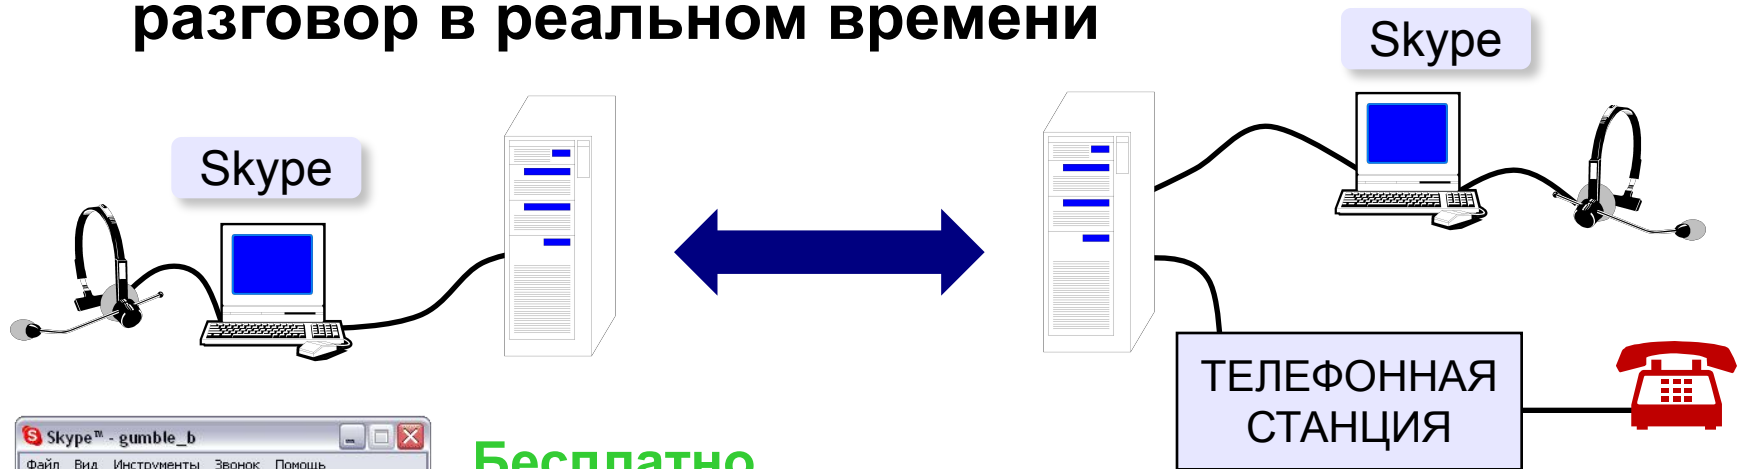 разговор в реальном времени
Skype
Skype
ТЕЛЕФОННАЯ
СТАНЦИЯ
Skype™ - gumble_b
Файл Вид Инструменты Звонок Помощь
Бесплатно